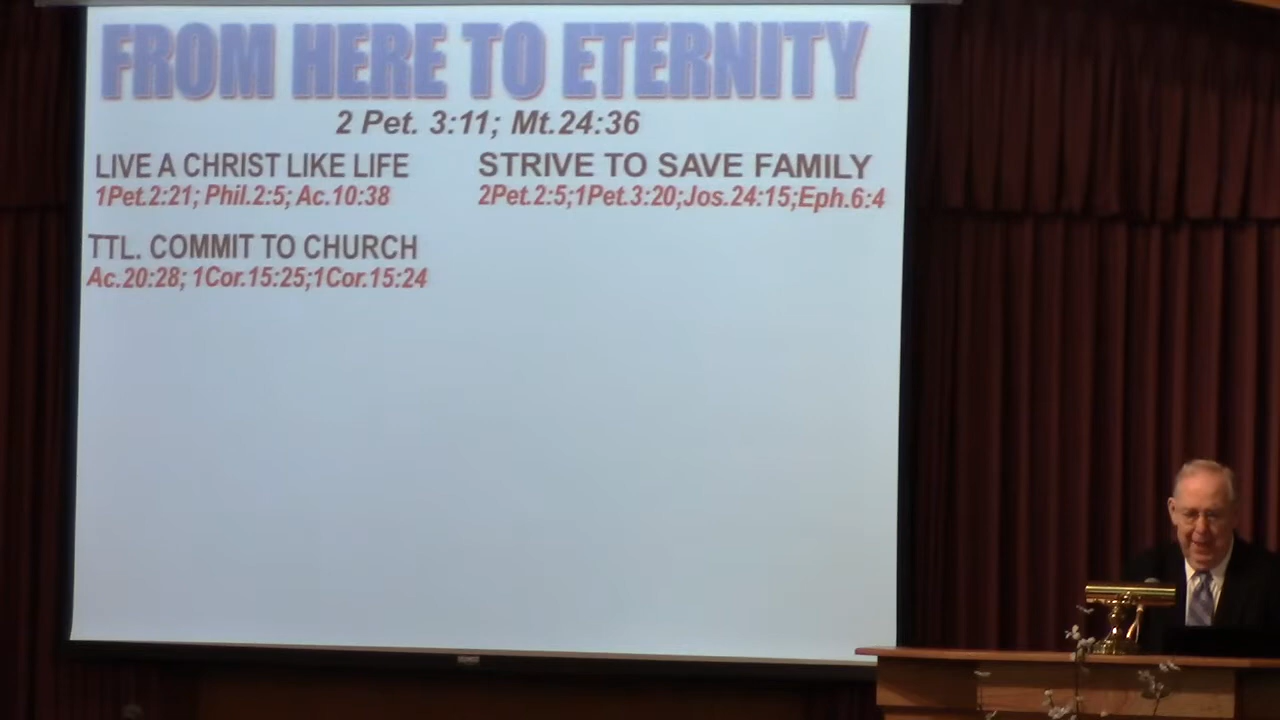 FROM HERE TO ETERNITY
2 Pet. 3:11; Mt.24:36
LIVE A CHRIST LIKE LIFE
1Pet.2:21; Phil.2:5; Ac.10:38
STRIVE TO SAVE FAMILY
2Pet.2:5;1Pet.3:20;Jos.24:15;Eph.6:4
TTL. COMMIT TO CHURCH
Ac.20:28; 1Cor.15:25;1Cor.15:24